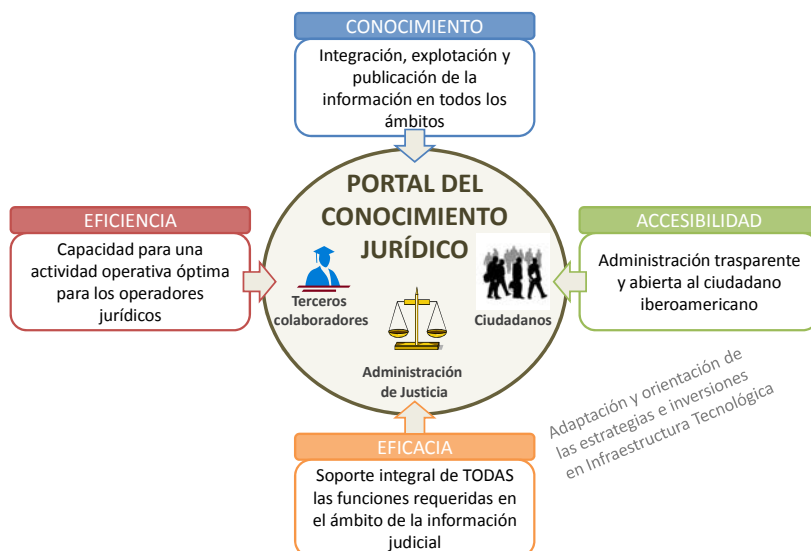 CONOCIMIENTO
Integración, explotación y
publicación de la
información en todos los
ámbitos
PORTAL DEL
CONOCIMIENTO
JURÍDICO
EFICIENCIA
Capacidad para una
actividad operativa óptima
para los operadores
jurídicos
ACCESIBILIDAD
Administración trasparente
y abierta al ciudadano
iberoamericano
Terceros
colaboradores
Ciudadanos
Administración
de Justicia
Adaptación y orientación de
las estrategias e inversiones
en Infraestructura Tecnológica
EFICACIA
Soporte integral de TODAS
las funciones requeridas en
el ámbito de la información
judicial